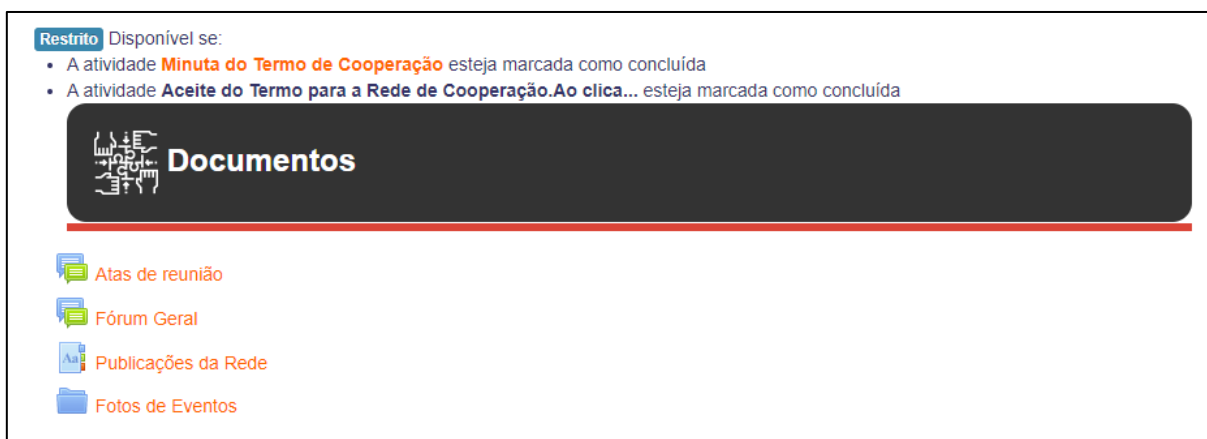 Restrito Disponível se:
A atividade Minuta do Termo de Cooperação esteja marcada como concluída
A atividade Aceite do Termo para a Rede de Cooperação.Ao clica... esteja marcada como concluída
Documentos
Atas de reunião
Fórum Geral
Aa
Publicações da Rede
Fotos de Eventos